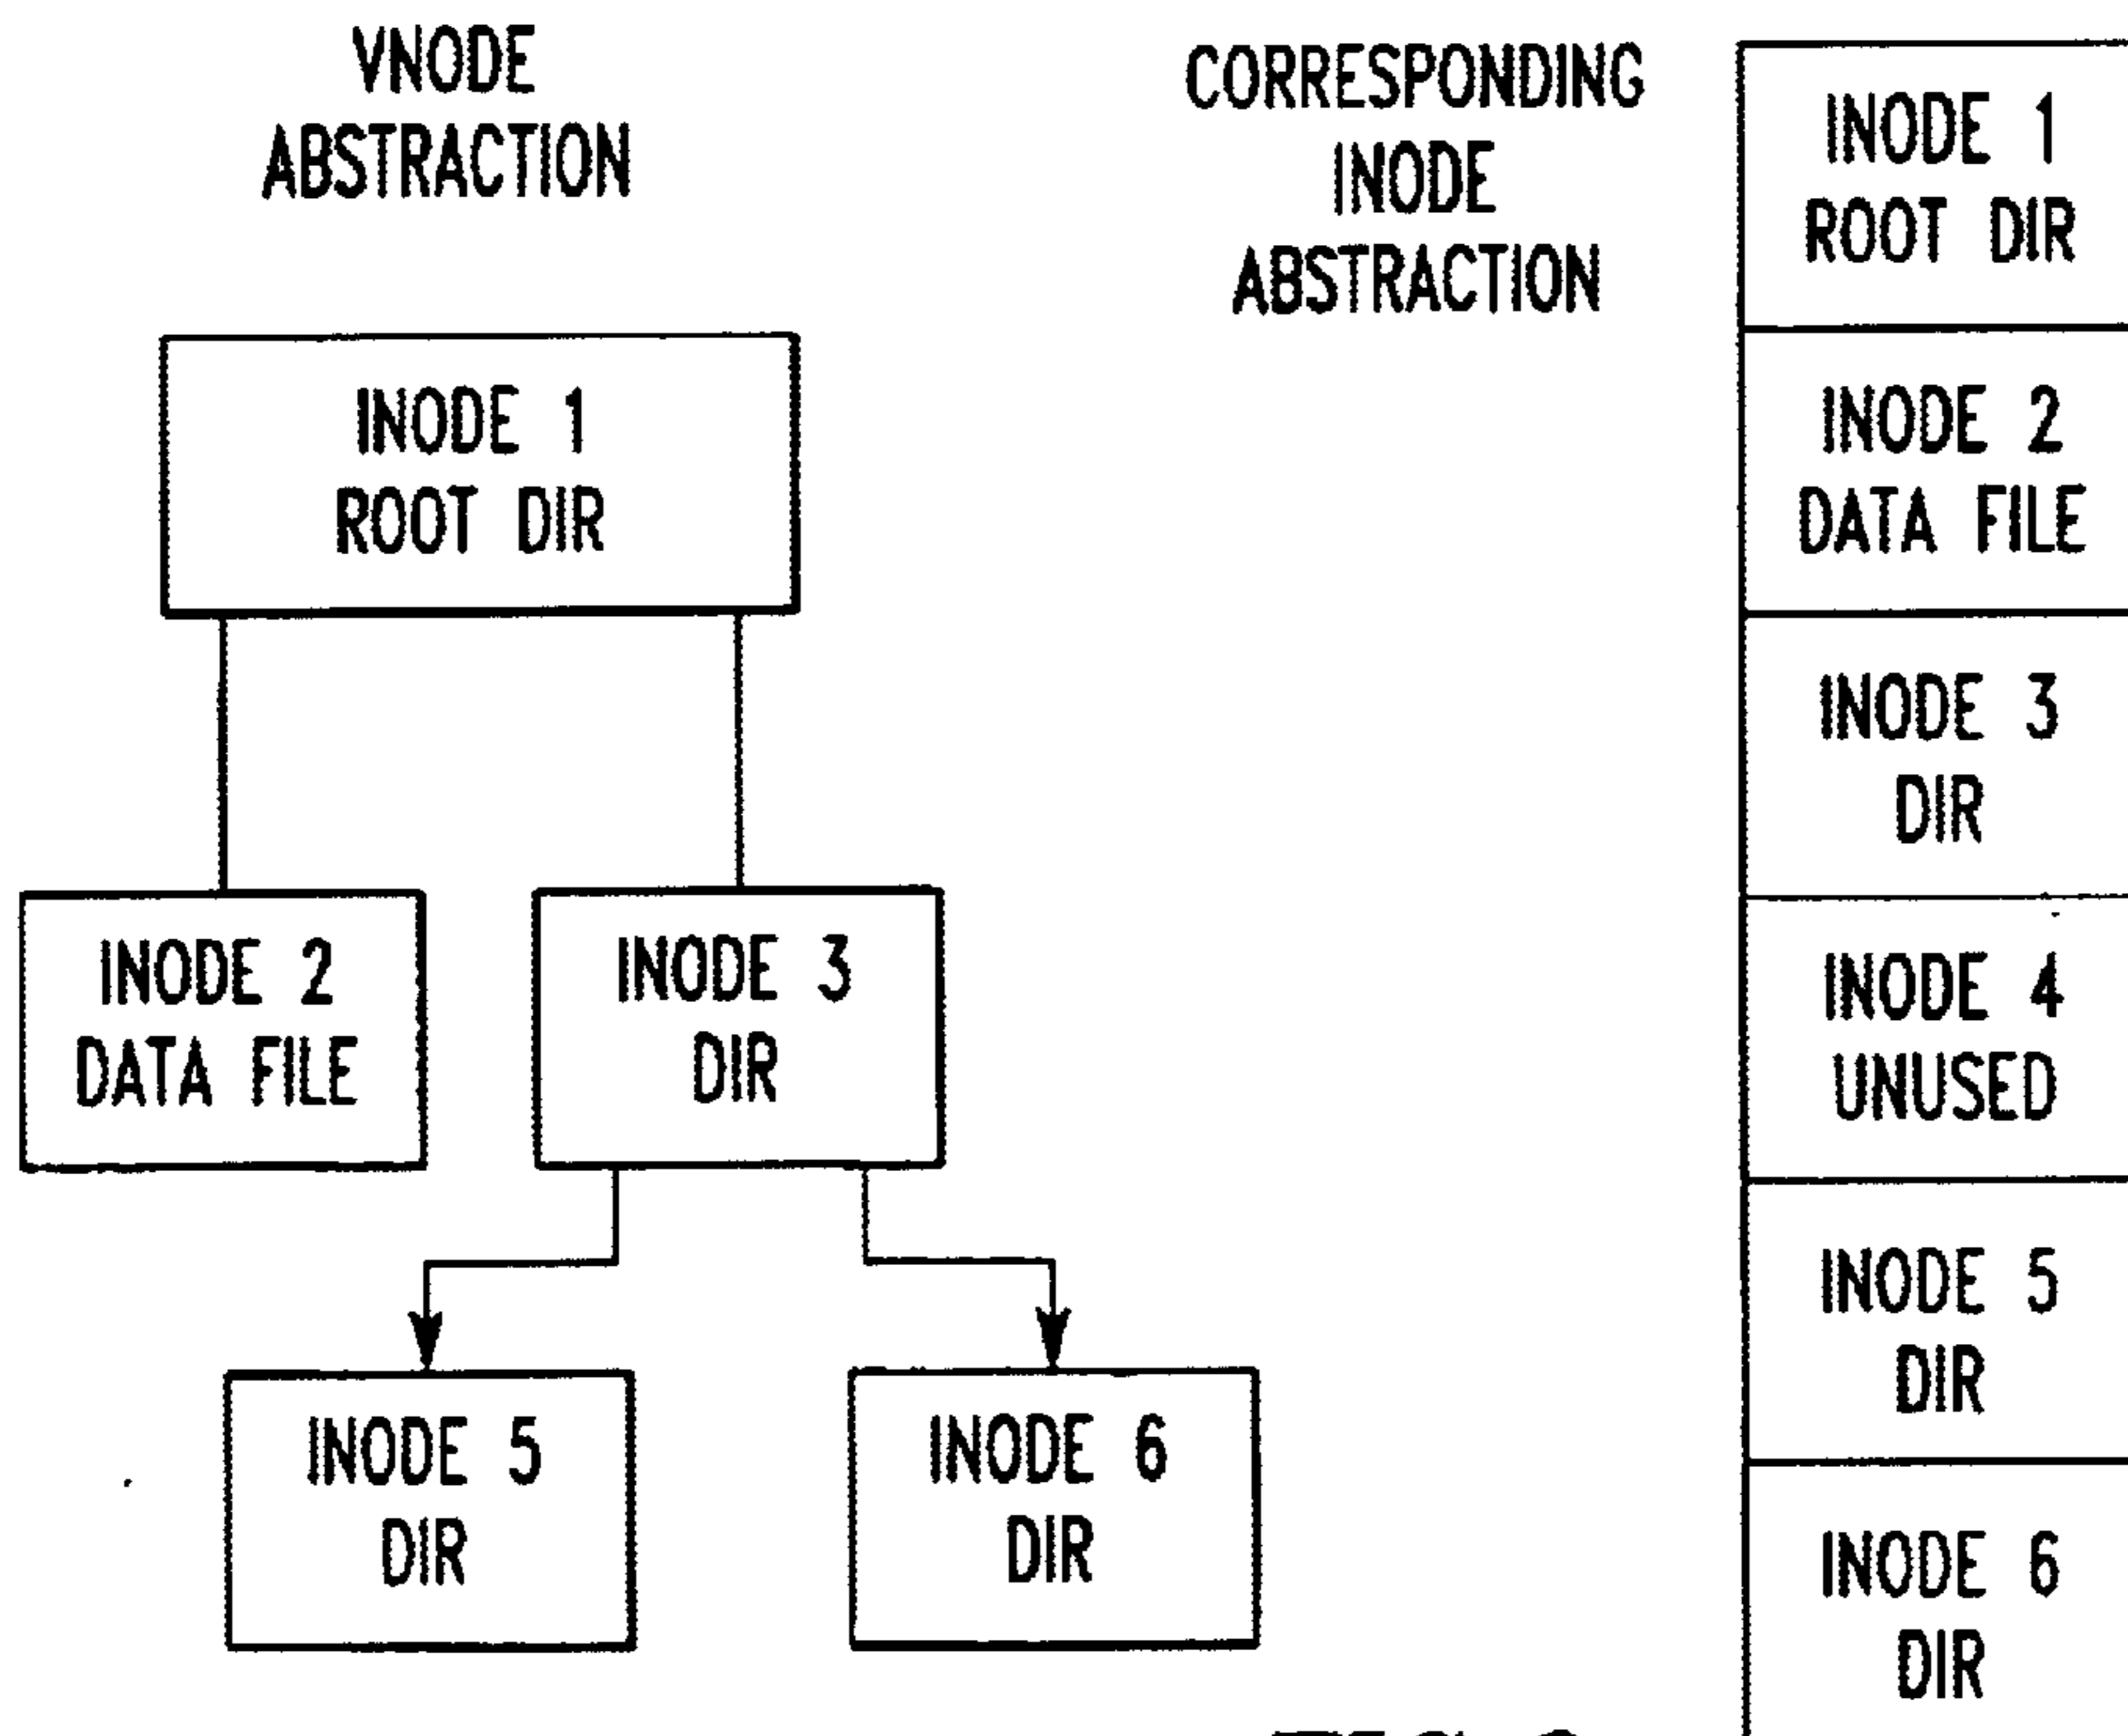 VNODE
ABSTRACTION
INODE 1
ROOT DIR
INODE 2
DATA FILE
INODE 3
DIR
INODE 5
DIR
INODE 6
DIR
CORRESPONDING
INODE
ABSTRACTION
INODE 1
ROOT DIR
INODE 2
DATA FILE
INODE 3
DIR
INODE 4
UNUSED
INODE 5
DIR
INODE 6
DIR